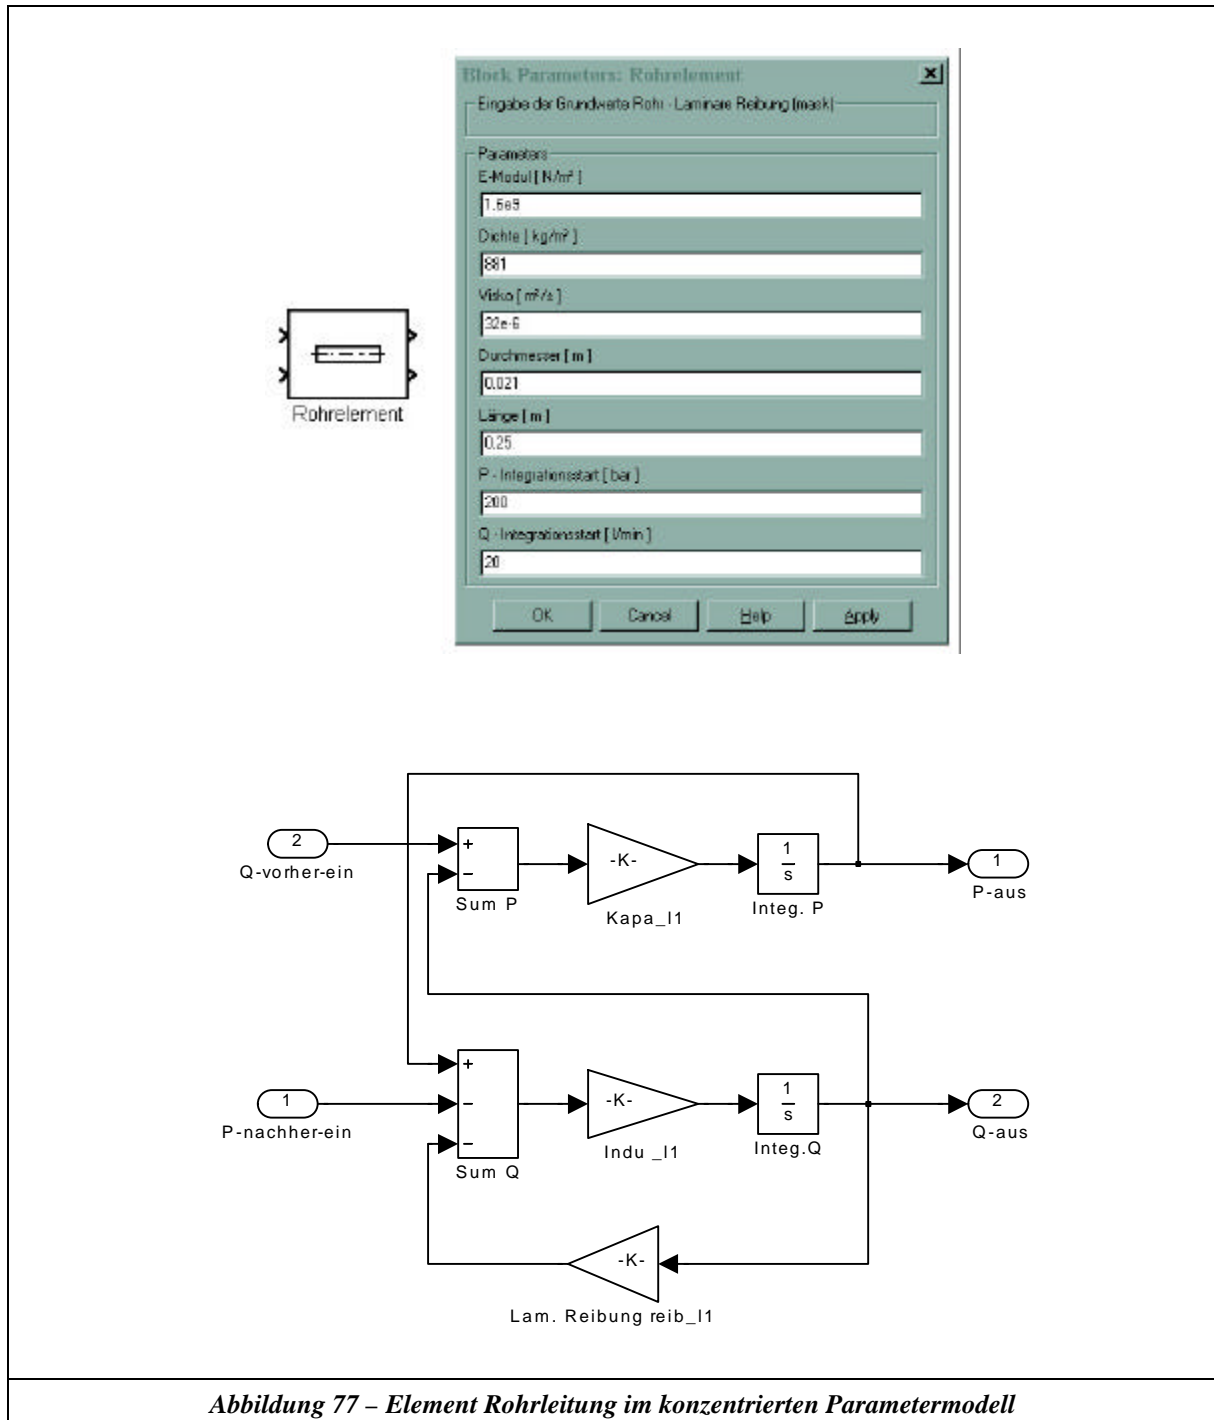 Block Parameters: Rohrelement
Eingabe der Grundwerte Rohr - Laminare Reibung (mask)
Parameters
E-Modul [ N/m² ]
1.6e9
Dichte [ kg/m² ]
881
Visko [ m²/s ]
32e-6
Durchmesser [ m ]
0.021
Länge [ m ]
0.25
P - Integrationsstart [ bar ]
200
Q - Integrationsstart [ l/min ]
20
OK Cancel Help Apply
Rohrelement
2
Q-vorher-ein
+
−
Sum P
-K-
Kapa_l1
1
s
Integ. P
1
P-aus
1
P-nachher-ein
+
−
−
Sum Q
-K-
Indu _l1
1
s
Integ.Q
2
Q-aus
-K-
Lam. Reibung reib_l1
Abbildung 77 – Element Rohrleitung im konzentrierten Parametermodell